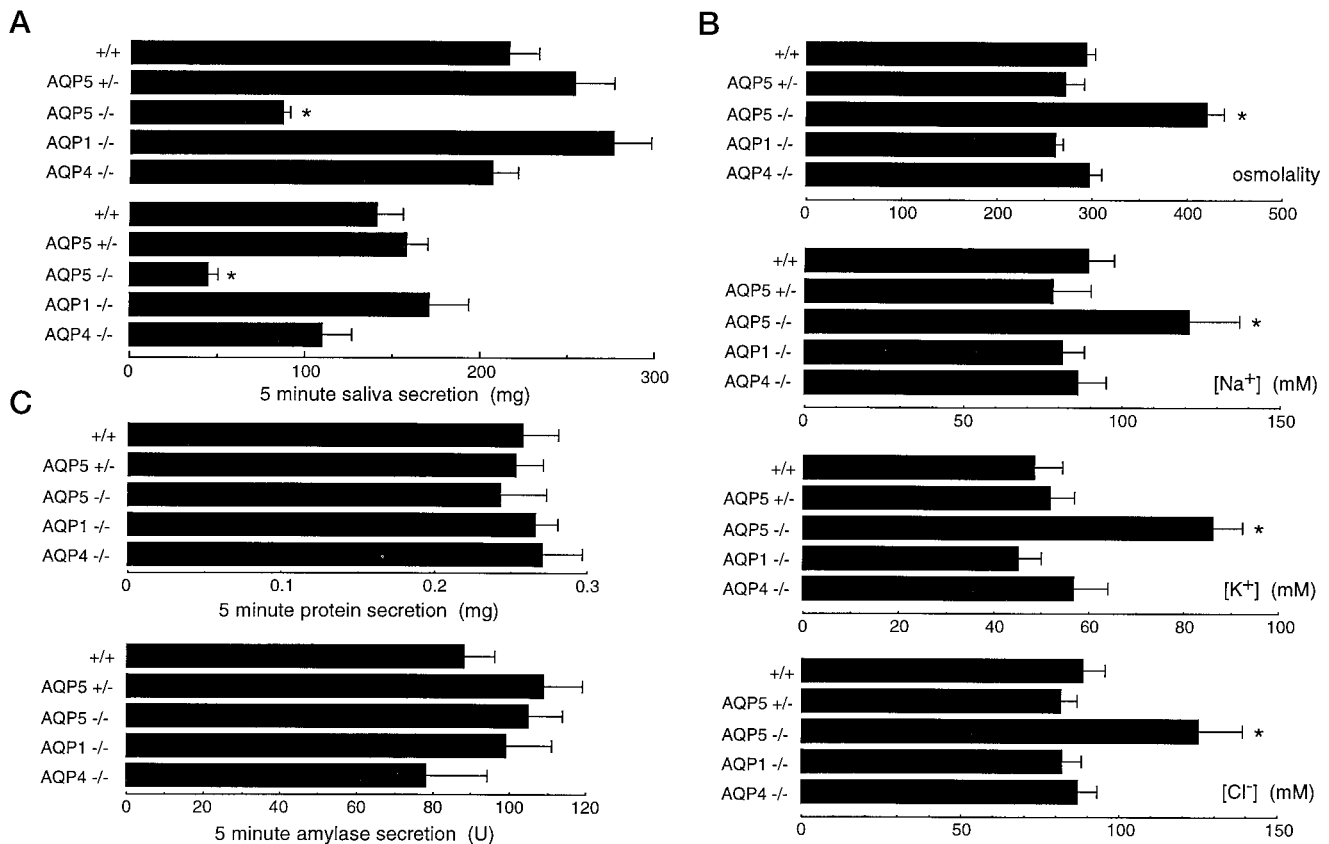 A
+/+
AQP5 +/-
AQP5 -/-
*
AQP1 -/-
AQP4 -/-
+/+
AQP5 +/-
AQP5 -/-
*
AQP1 -/-
AQP4 -/-
0 100 200 300
5 minute saliva secretion (mg)
C
+/+
AQP5 +/-
AQP5 -/-
AQP1 -/-
AQP4 -/-
0 0.1 0.2 0.3
5 minute protein secretion (mg)
+/+
AQP5 +/-
AQP5 -/-
AQP1 -/-
AQP4 -/-
0 20 40 60 80 100 120
5 minute amylase secretion (U)
B
+/+
AQP5 +/-
AQP5 -/-
*
AQP1 -/-
AQP4 -/-
osmolality
0 100 200 300 400 500
+/+
AQP5 +/-
AQP5 -/-
*
AQP1 -/-
AQP4 -/-
[Na⁺] (mM)
0 50 100 150
+/+
AQP5 +/-
AQP5 -/-
*
AQP1 -/-
AQP4 -/-
[K⁺] (mM)
0 20 40 60 80 100
+/+
AQP5 +/-
AQP5 -/-
*
AQP1 -/-
AQP4 -/-
[Cl⁻] (mM)
0 50 100 150